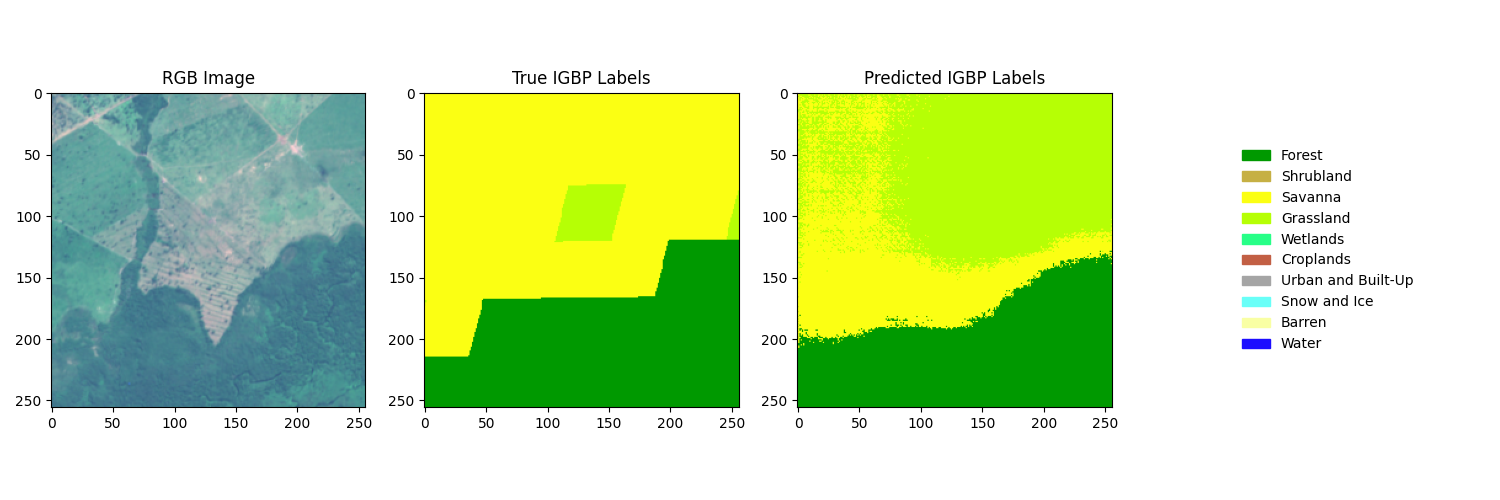 RGB Image
0
50
100
150
200
250
0 50 100 150 200 250
True IGBP Labels
0
50
100
150
200
250
0 50 100 150 200 250
Predicted IGBP Labels
0
50
100
150
200
250
0 50 100 150 200 250
Forest
Shrubland
Savanna
Grassland
Wetlands
Croplands
Urban and Built-Up
Snow and Ice
Barren
Water